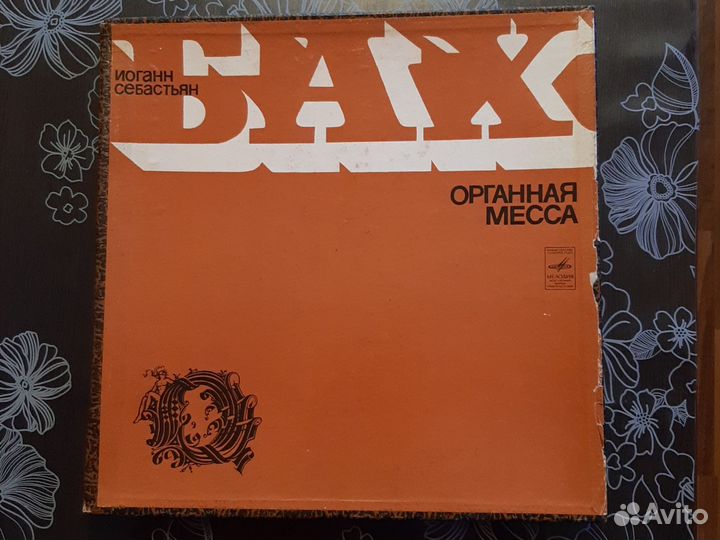 ИОГАНН
СЕБАСТЬЯН
БАХ
ОРГАННАЯ
МЕССА
МЕЛОДИЯ
Avito